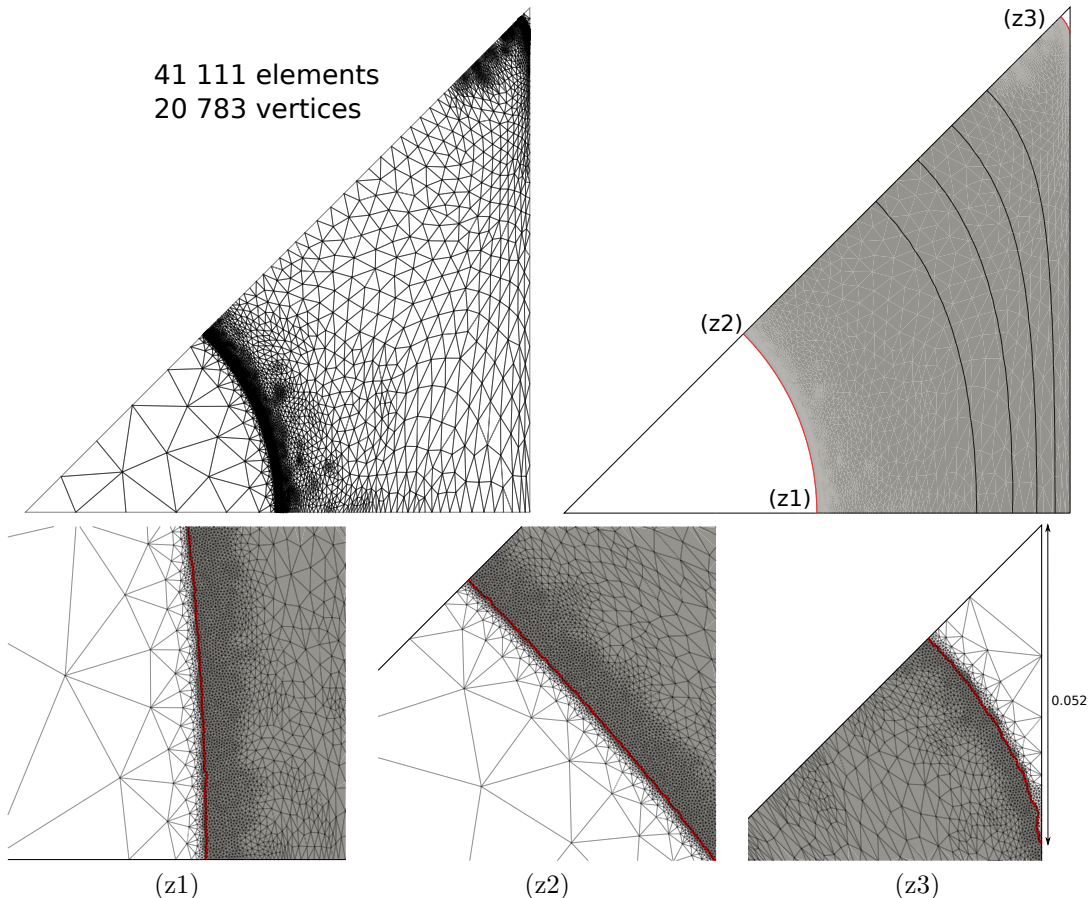 41 111 elements
20 783 vertices
(z3)
(z2)
(z1)
0.052
(z1)
(z2)
(z3)